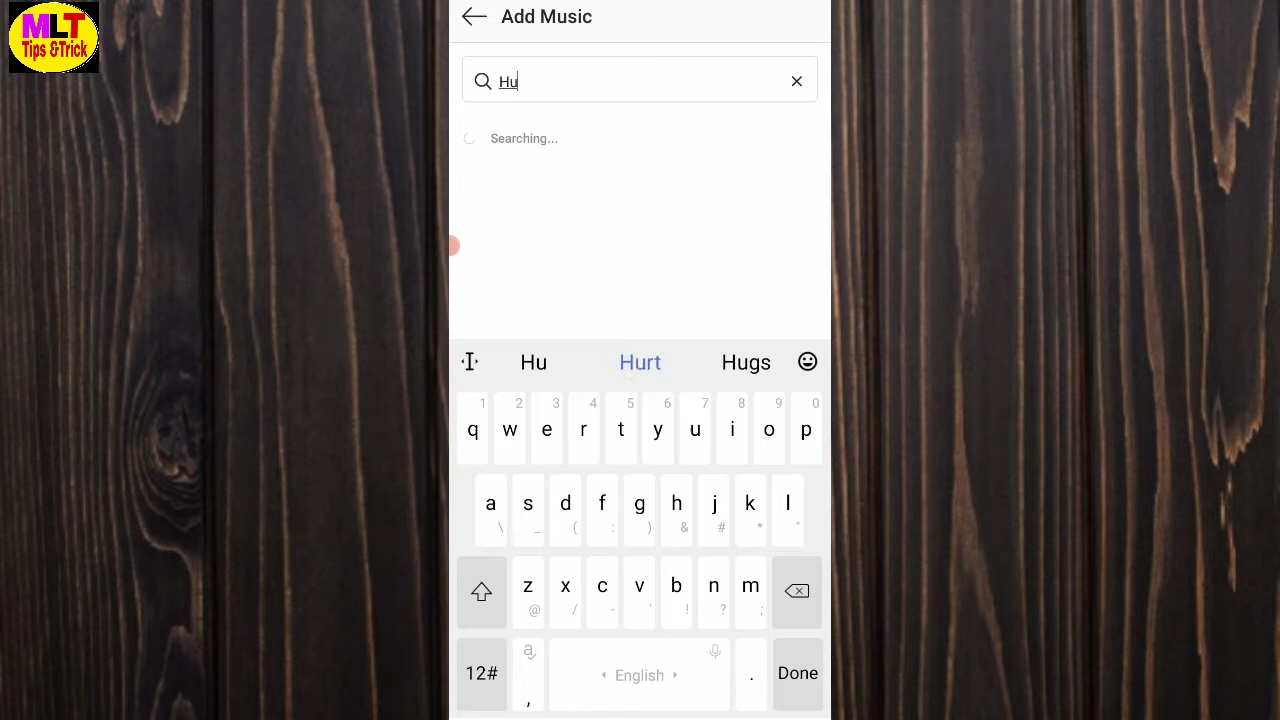 MLT
Tips &Trick
Add Music
Hu
Searching...
Hu Hurt Hugs
1 2 3 4 5 6 7 8 9 0
q w e r t y u i o p
a s d f g h j k l
\ _ ( : ) & # * "
z x c v b n m
@ / - ' ! ? ;
12# a , English . Done